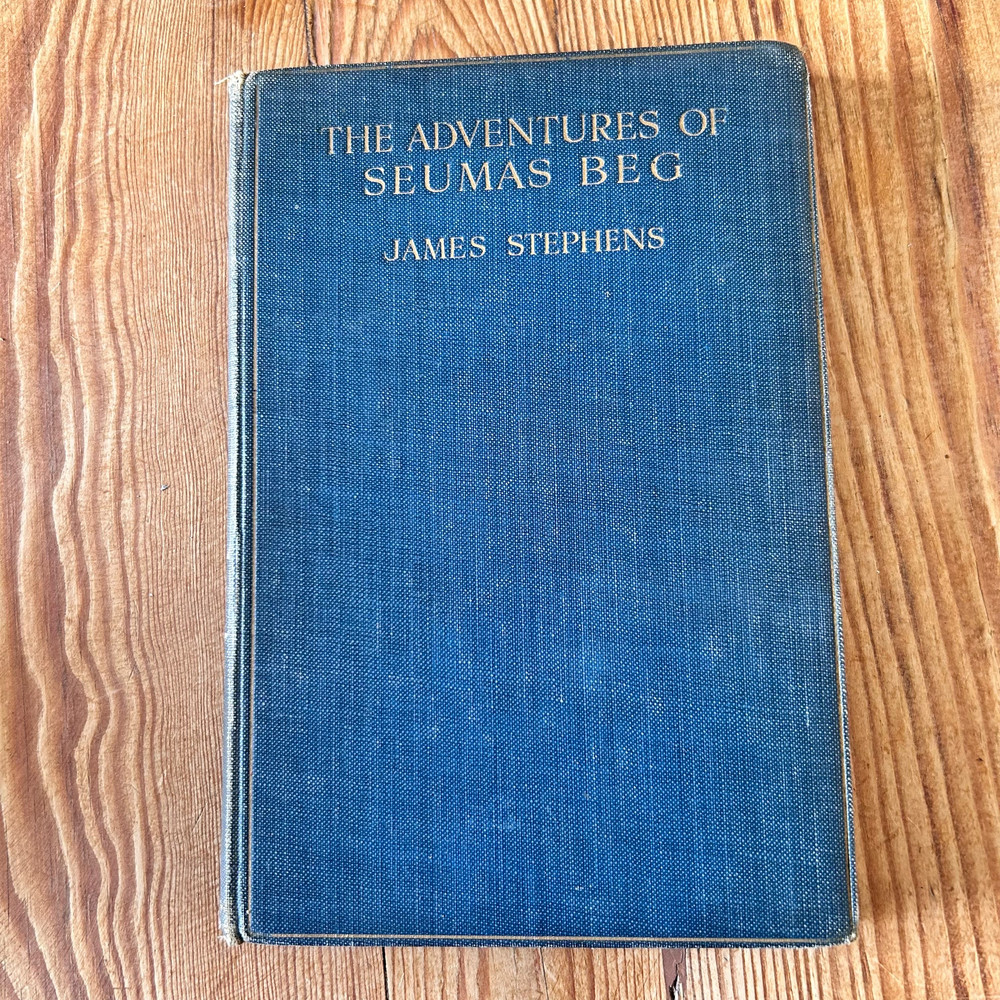 THE ADVENTURES OF
SEUMAS BEG
JAMES STEPHENS